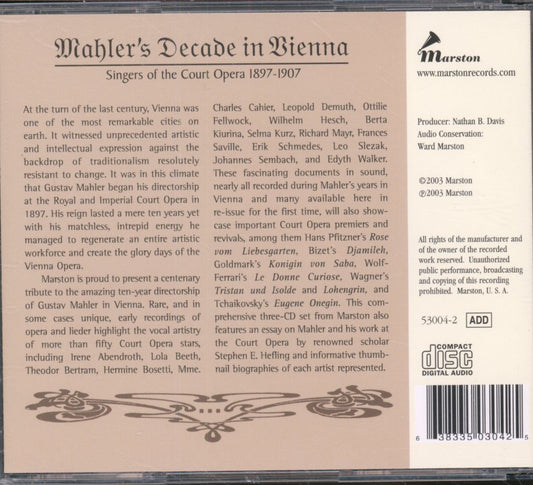 Mahler's Decade in Vienna
Singers of the Court Opera 1897-1907
At the turn of the last century, Vienna was
one of the most remarkable cities on
earth. It witnessed unprecedented artistic
and intellectual expression against the
backdrop of traditionalism resolutely
resistant to change. It was in this climate
that Gustav Mahler began his directorship
at the Royal and Imperial Court Opera in
1897. His reign lasted a mere ten years yet
with his matchless, intrepid energy he
managed to regenerate an entire artistic
workforce and create the glory days of the
Vienna Opera.
Marston is proud to present a centenary
tribute to the amazing ten-year directorship
of Gustav Mahler in Vienna. Rare, and in
some cases unique, early recordings of
opera and lieder highlight the vocal artistry
of more than fifty Court Opera stars,
including Irene Abendroth, Lola Beeth,
Theodor Bertram, Hermine Bosetti, Mme.
Charles Cahier, Leopold Demuth, Ottilie
Fellwock, Wilhelm Hesch, Berta
Kiurina, Selma Kurz, Richard Mayr, Frances
Saville, Erik Schmedes, Leo Slezak,
Johannes Sembach, and Edyth Walker.
These fascinating documents in sound,
nearly all recorded during Mahler's years in
Vienna and many available here in
re-issue for the first time, will also show-
case important Court Opera premiers and
revivals, among them Hans Pfitzner's Rose
vom Liebesgarten, Bizet's Djamileh,
Goldmark's Konigin von Saba, Wolf-
Ferrari's Le Donne Curiose, Wagner's
Tristan und Isolde and Lohengrin, and
Tchaikovsky's Eugene Onegin. This com-
prehensive three-CD set from Marston also
features an essay on Mahler and his work at
the Court Opera by renowned scholar
Stephen E. Hefling and informative thumb-
nail biographies of each artist represented.
Marston
www.marstonrecords.com
Producer: Nathan B. Davis
Audio Conservation:
Ward Marston
©2003 Marston
℗2003 Marston
All rights of the manufacturer and
of the owner of the recorded
work reserved. Unauthorized
public performance, broadcasting
and copying of this recording
prohibited. Marston, U. S. A.
53004-2 ADD
COMPACT
disc
DIGITAL AUDIO
6 38335 03042 5